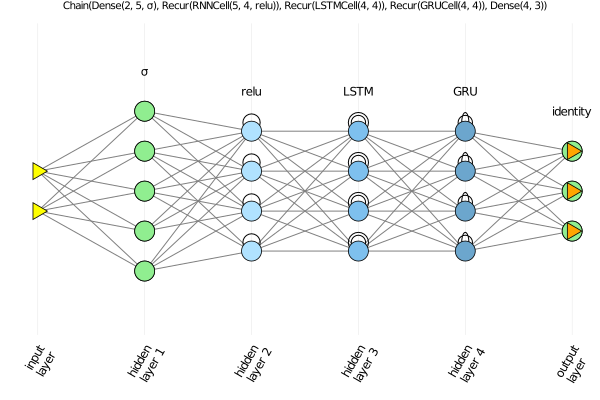 Chain(Dense(2, 5, σ), Recur(RNNCell(5, 4, relu)), Recur(LSTMCell(4, 4)), Recur(GRUCell(4, 4)), Dense(4, 3))
σ
relu
LSTM
GRU
identity
input
layer
hidden
layer 1
hidden
layer 2
hidden
layer 3
hidden
layer 4
output
layer